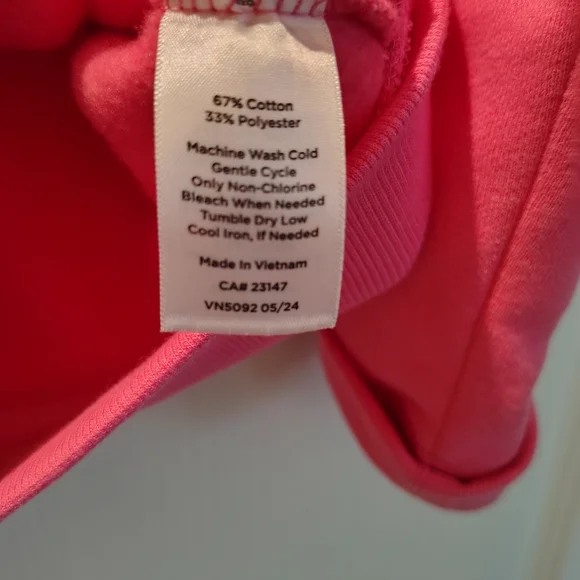 67% Cotton
33% Polyester
Machine Wash Cold
Gentle Cycle
Only Non-Chlorine
Bleach When Needed
Tumble Dry Low
Cool Iron, If Needed
Made In Vietnam
CA# 23147
VN5092 05/24